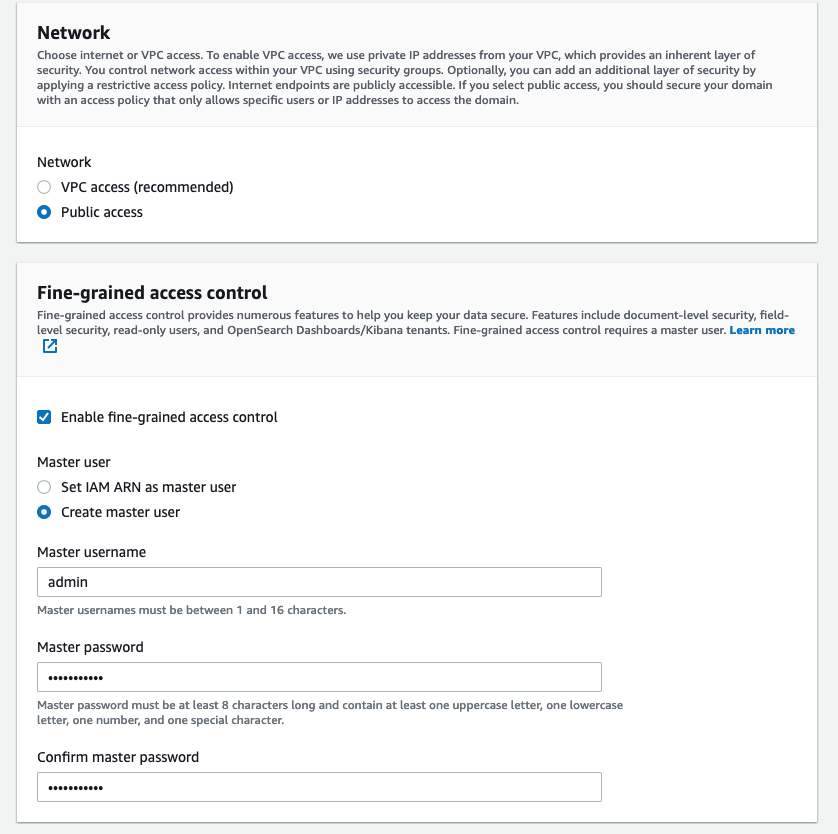 Network
Choose internet or VPC access. To enable VPC access, we use private IP addresses from your VPC, which provides an inherent layer of
security. You control network access within your VPC using security groups. Optionally, you can add an additional layer of security by
applying a restrictive access policy. Internet endpoints are publicly accessible. If you select public access, you should secure your domain
with an access policy that only allows specific users or IP addresses to access the domain.
Network
VPC access (recommended)
Public access
Fine-grained access control
Fine-grained access control provides numerous features to help you keep your data secure. Features include document-level security, field-
level security, read-only users, and OpenSearch Dashboards/Kibana tenants. Fine-grained access control requires a master user. Learn more
Enable fine-grained access control
Master user
Set IAM ARN as master user
Create master user
Master username
admin
Master usernames must be between 1 and 16 characters.
Master password
•••••••••••
Master password must be at least 8 characters long and contain at least one uppercase letter, one lowercase
letter, one number, and one special character.
Confirm master password
•••••••••••